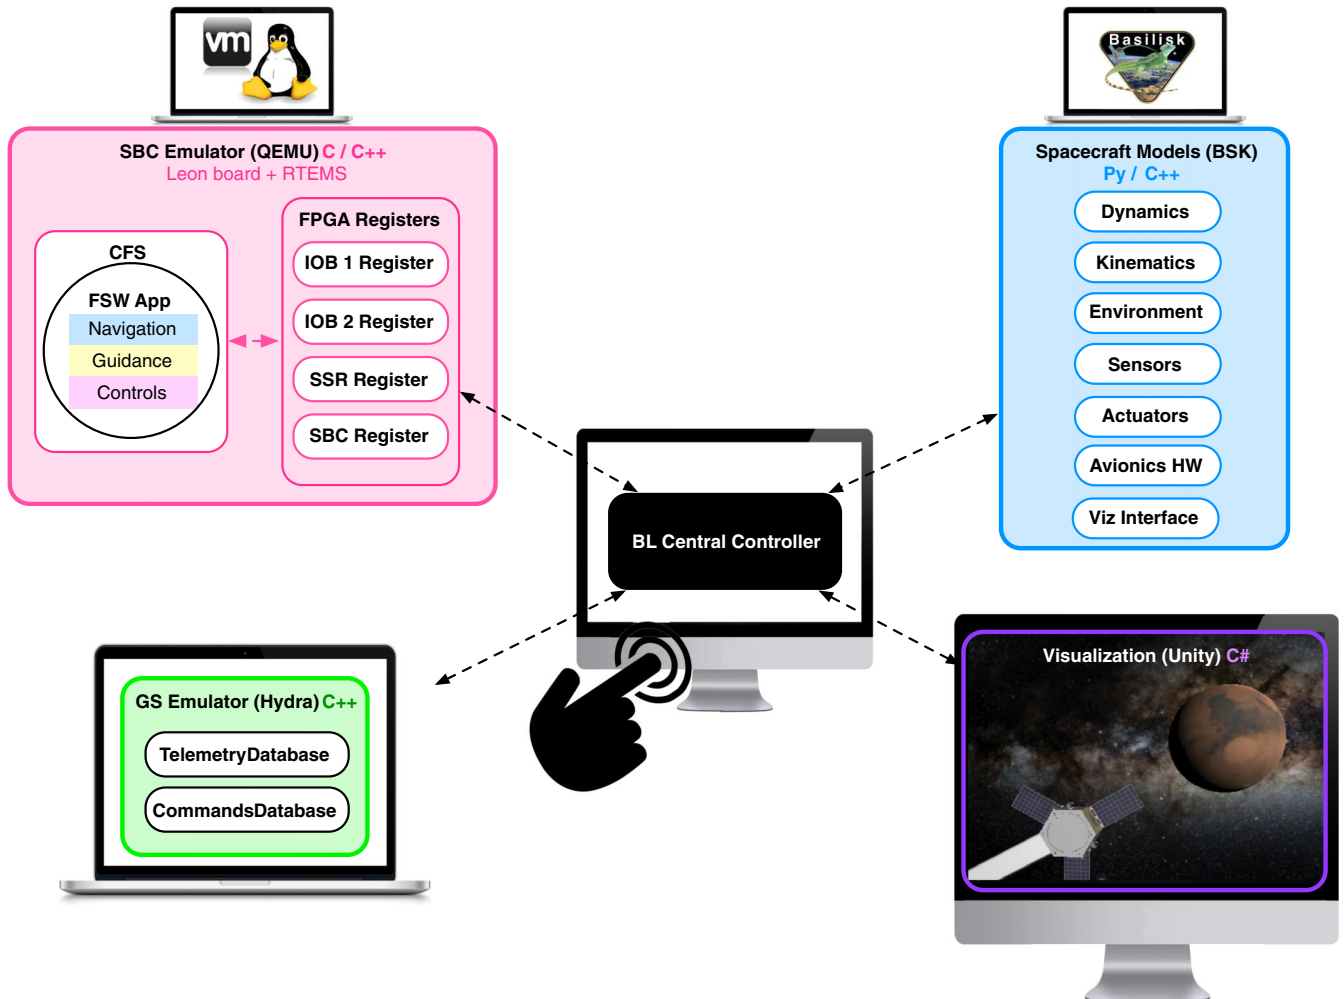 vm
Basilisk
SBC Emulator (QEMU) C / C++
Leon board + RTEMS
CFS
FSW App
Navigation
Guidance
Controls
FPGA Registers
IOB 1 Register
IOB 2 Register
SSR Register
SBC Register
Spacecraft Models (BSK)
Py / C++
Dynamics
Kinematics
Environment
Sensors
Actuators
Avionics HW
Viz Interface
BL Central Controller
GS Emulator (Hydra) C++
TelemetryDatabase
CommandsDatabase
Visualization (Unity) C#